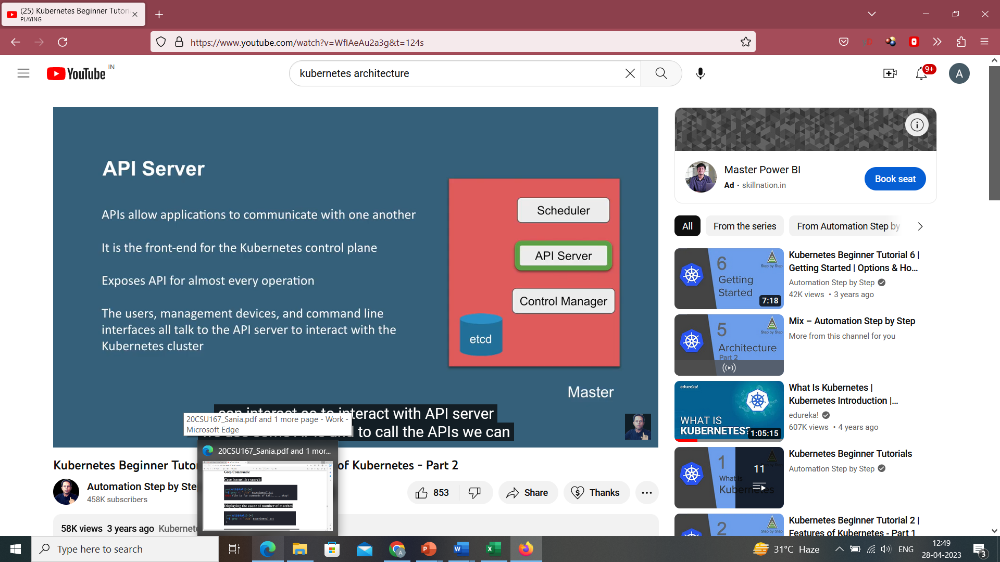 (25) Kubernetes Beginner Tutori
PLAYING
https://www.youtube.com/watch?v=WfIAeAu2a3g&t=124s
YouTube IN
kubernetes architecture
9+
A
API Server
APIs allow applications to communicate with one another
It is the front-end for the Kubernetes control plane
Exposes API for almost every operation
The users, management devices, and command line
interfaces all talk to the API server to interact with the
Kubernetes cluster
Scheduler
API Server
Control Manager
etcd
Master
interact with API server
to call the APIs we can
20CSU167_Sania.pdf and 1 more page - Work -
Microsoft Edge
20CSU167_Sania.pdf and 1 mor...
Grep Commands:
Case insensitive search
Displaying the count of number of matches
Kubernetes Beginner Tuto
of Kubernetes - Part 2
Automation Step by Ste
458K subscribers
853
Share
Thanks
58K views 3 years ago Kubernete
Master Power BI
Ad · skillnation.in
Book seat
All
From the series
From Automation Step by
6
Getting
Started
Step by Step
7:18
Kubernetes Beginner Tutorial 6 |
Getting Started | Options & Ho...
Automation Step by Step
42K views • 3 years ago
5
Architecture
Part 2
Step by Step
Mix – Automation Step by Step
More from this channel for you
edureka!
WHAT IS
KUBERNETES?
1:05:15
What Is Kubernetes |
Kubernetes Introduction |...
edureka!
607K views • 4 years ago
1
What is
Kubernetes
11
Kubernetes Beginner Tutorials
Automation Step by Step
2
Step by Step
Kubernetes Beginner Tutorial 2 |
Features of Kubernetes - Part 1
Type here to search
31°C Haze
ENG
12:49
28-04-2023
3